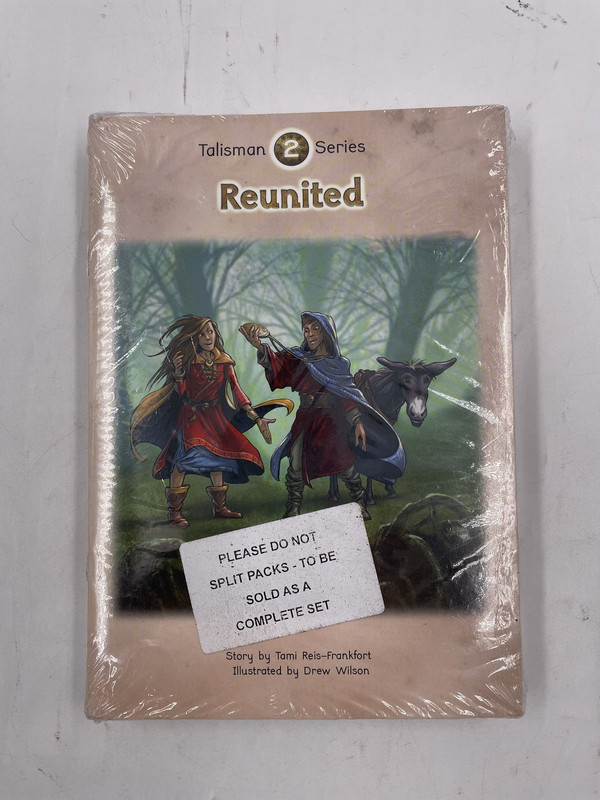 Talisman 2 Series
Reunited
PLEASE DO NOT
SPLIT PACKS - TO BE
SOLD AS A
COMPLETE SET
Story by Tami Reis-Frankfort
Illustrated by Drew Wilson